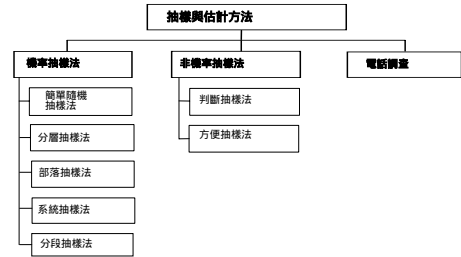 抽樣與估計方法
機率抽樣法
非機率抽樣法
電話調查
簡單隨機
抽樣法
分層抽樣法
部落抽樣法
系統抽樣法
分段抽樣法
判斷抽樣法
方便抽樣法